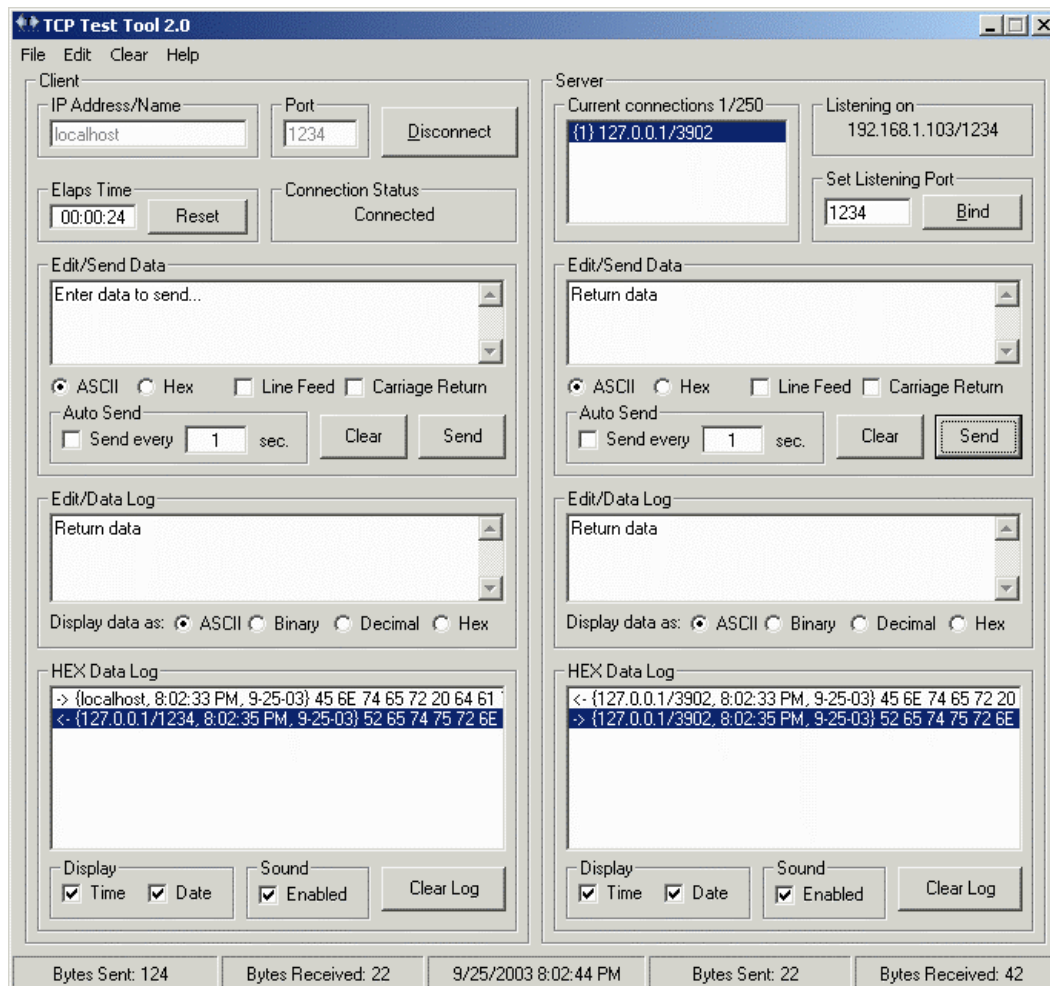 TCP Test Tool 2.0
File Edit Clear Help
Client
IP Address/Name
localhost
Port
1234
Disconnect
Elaps Time
00:00:24
Reset
Connection Status
Connected
Edit/Send Data
Enter data to send...
ASCII Hex Line Feed Carriage Return
Auto Send
Send every 1 sec.
Clear
Send
Edit/Data Log
Return data
Display data as: ASCII Binary Decimal Hex
HEX Data Log
-> {localhost, 8:02:33 PM, 9-25-03} 45 6E 74 65 72 20 64 61
<- {127.0.0.1/1234, 8:02:35 PM, 9-25-03} 52 65 74 75 72 6E
Display
Time Date
Sound
Enabled
Clear Log
Server
Current connections 1/250
{1} 127.0.0.1/3902
Listening on
192.168.1.103/1234
Set Listening Port
1234
Bind
Edit/Send Data
Return data
ASCII Hex Line Feed Carriage Return
Auto Send
Send every 1 sec.
Clear
Send
Edit/Data Log
Return data
Display data as: ASCII Binary Decimal Hex
HEX Data Log
<- {127.0.0.1/3902, 8:02:33 PM, 9-25-03} 45 6E 74 65 72 20
-> {127.0.0.1/3902, 8:02:35 PM, 9-25-03} 52 65 74 75 72 6E
Display
Time Date
Sound
Enabled
Clear Log
Bytes Sent: 124
Bytes Received: 22
9/25/2003 8:02:44 PM
Bytes Sent: 22
Bytes Received: 42